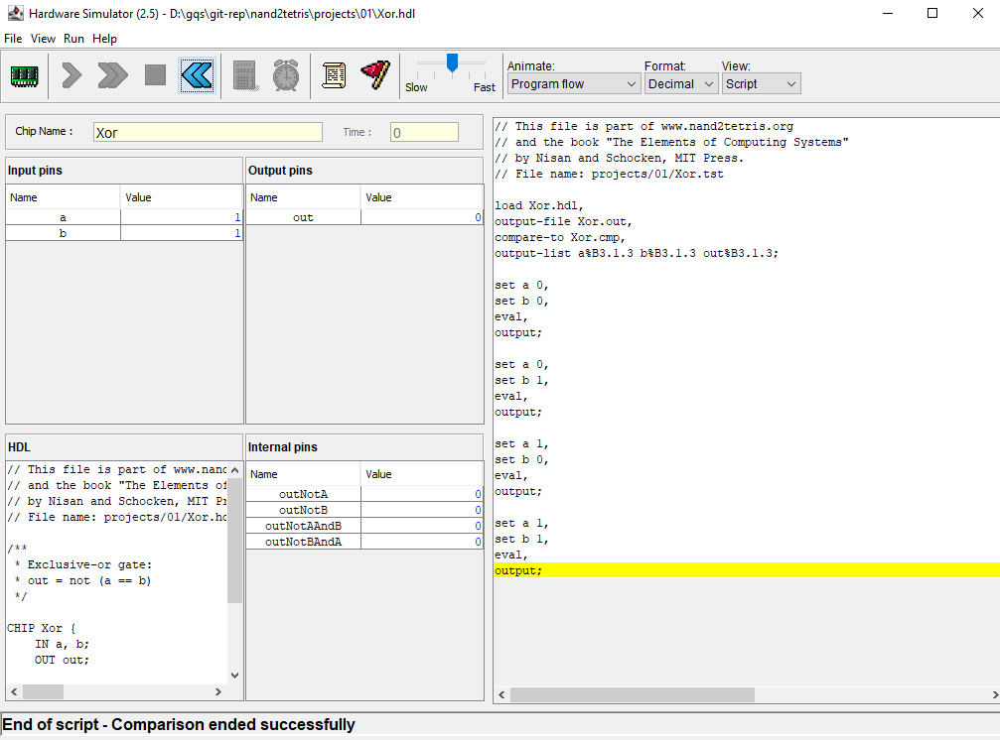 Hardware Simulator (2.5) - D:\gqs\git-rep\nand2tetris\projects\01\Xor.hdl
File View Run Help
Slow Fast
Animate: Format: View:
Program flow Decimal Script
Chip Name : Xor Time : 0
Input pins
Name Value
a 1
b 1
Output pins
Name Value
out 0
HDL
// This file is part of www.nand
// and the book "The Elements of
// by Nisan and Schocken, MIT Pr
// File name: projects/01/Xor.hd
/**
* Exclusive-or gate:
* out = not (a == b)
*/
CHIP Xor {
IN a, b;
OUT out;
Internal pins
Name Value
outNotA 0
outNotB 0
outNotAAndB 0
outNotBAndA 0
// This file is part of www.nand2tetris.org
// and the book "The Elements of Computing Systems"
// by Nisan and Schocken, MIT Press.
// File name: projects/01/Xor.tst
load Xor.hdl,
output-file Xor.out,
compare-to Xor.cmp,
output-list a%B3.1.3 b%B3.1.3 out%B3.1.3;
set a 0,
set b 0,
eval,
output;
set a 0,
set b 1,
eval,
output;
set a 1,
set b 0,
eval,
output;
set a 1,
set b 1,
eval,
output;
End of script - Comparison ended successfully